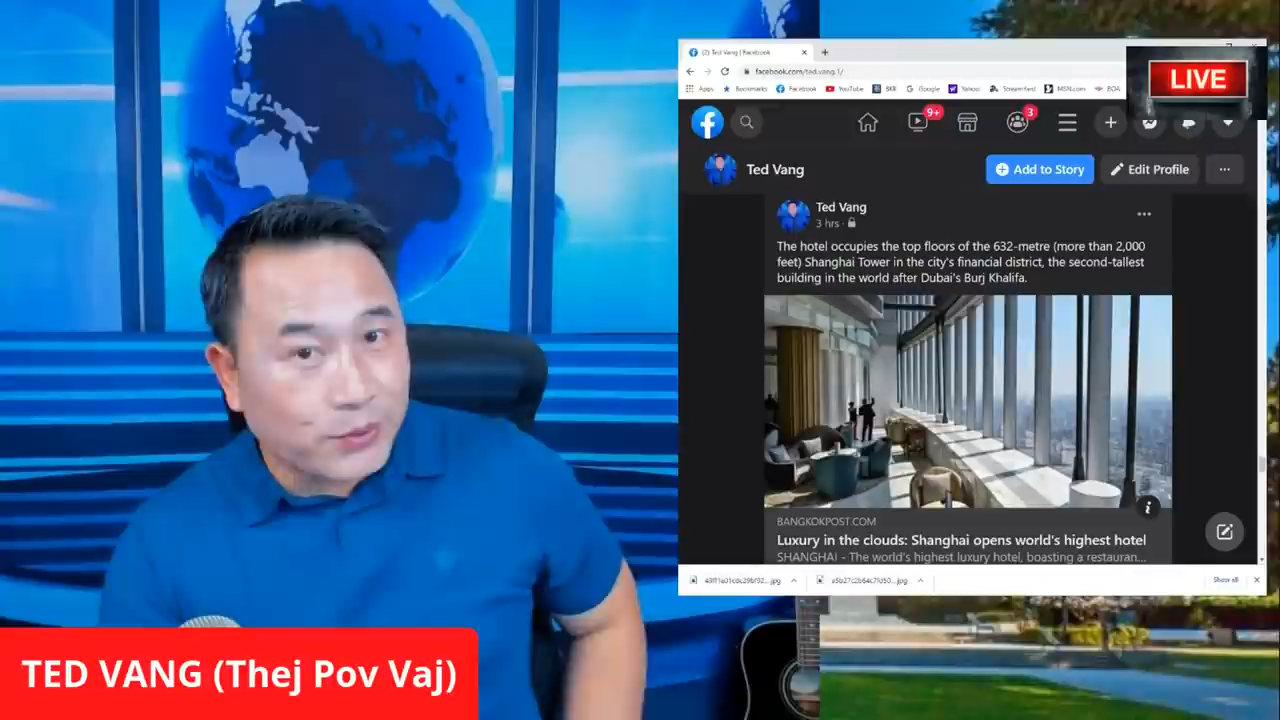 (2) Ted Vang | Facebook
LIVE
facebook.com/ted.vang.1/
Apps
Bookmarks
Facebook
YouTube
BKK
Google
Yahoo
StreamYard
MSN.com
BOA
9+
3
Ted Vang
Add to Story
Edit Profile
Ted Vang
3 hrs
The hotel occupies the top floors of the 632-metre (more than 2,000
feet) Shanghai Tower in the city's financial district, the second-tallest
building in the world after Dubai's Burj Khalifa.
BANGKOKPOST.COM
Luxury in the clouds: Shanghai opens world's highest hotel
SHANGHAI - The world's highest luxury hotel, boasting a restauran...
Show all
TED VANG (Thej Pov Vaj)